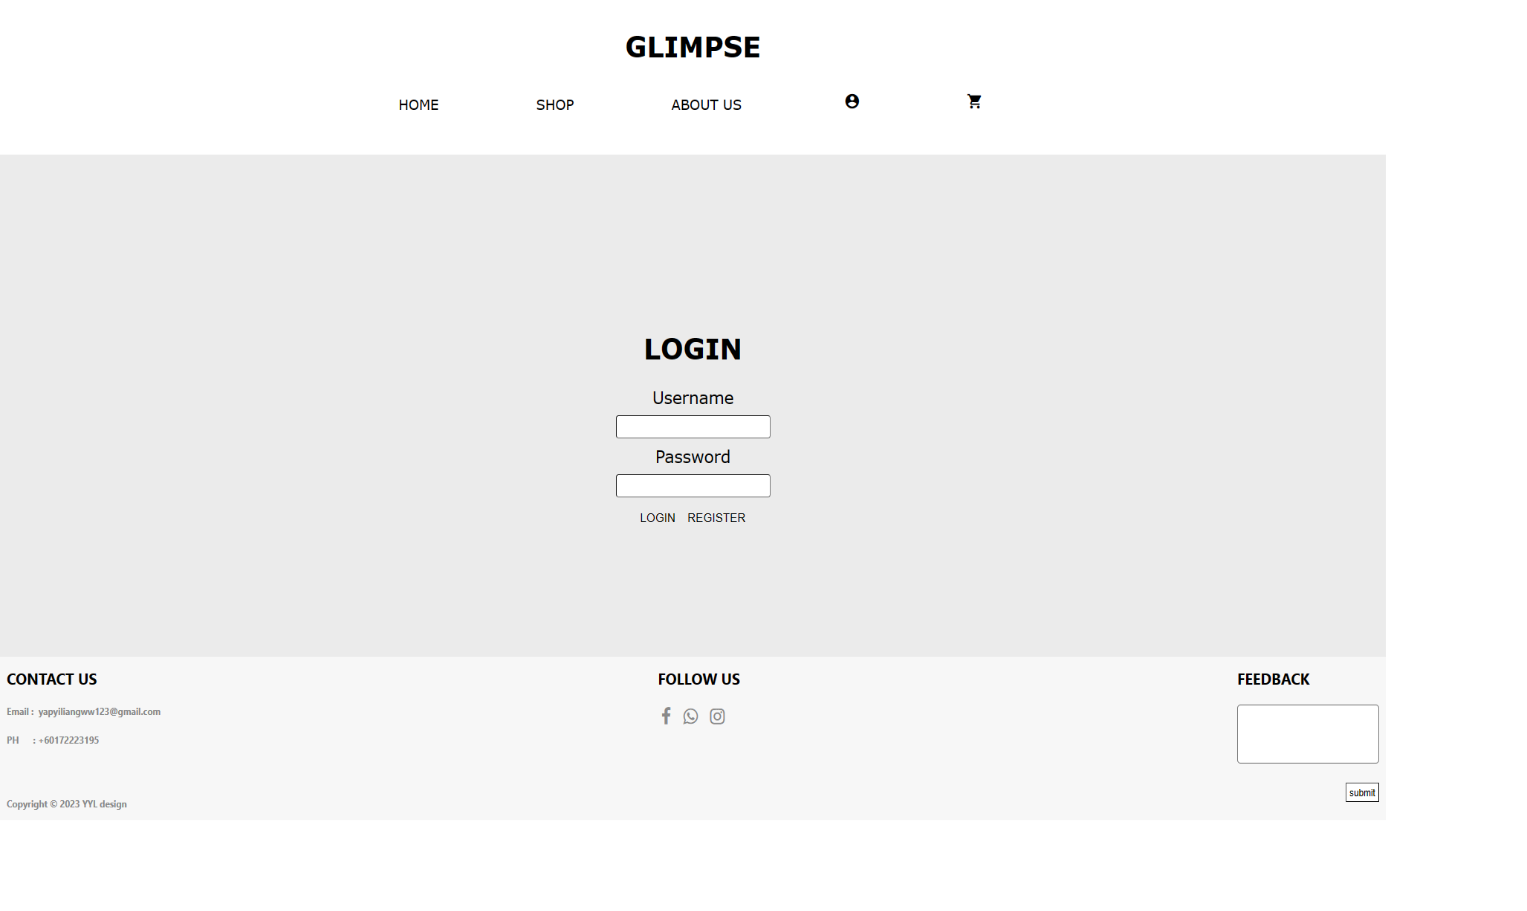 GLIMPSE
HOME SHOP ABOUT US
LOGIN
Username
Password
LOGIN REGISTER
CONTACT US
Email : yapyiliangww123@gmail.com
PH : +60172223195
Copyright © 2023 YYL design
FOLLOW US
FEEDBACK
submit